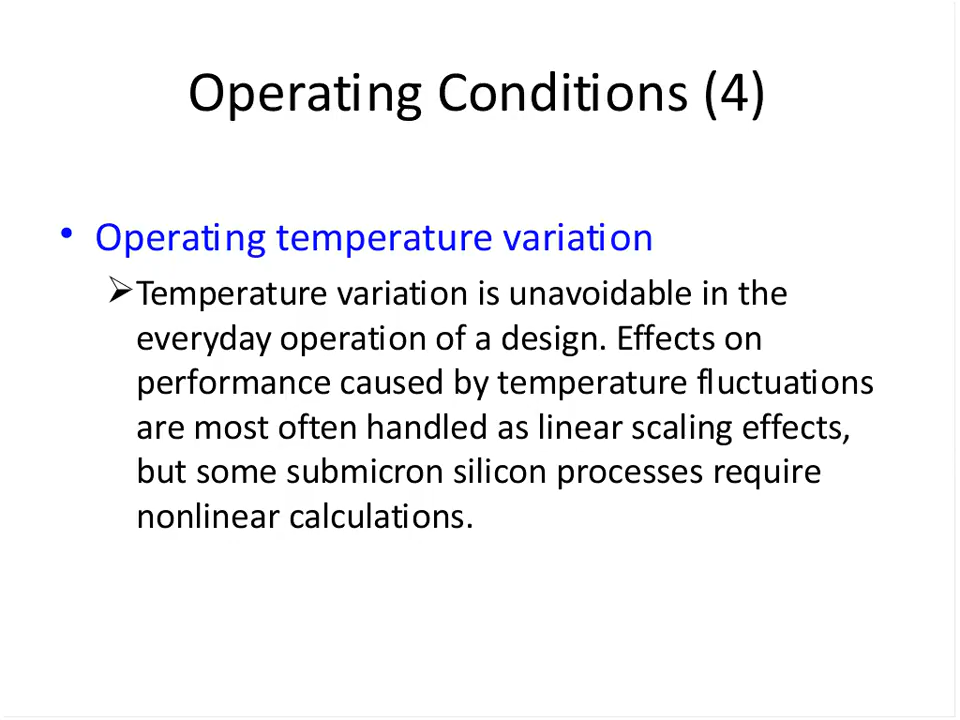 Operating Conditions (4)
• Operating temperature variation
➢Temperature variation is unavoidable in the
everyday operation of a design. Effects on
performance caused by temperature fluctuations
are most often handled as linear scaling effects,
but some submicron silicon processes require
nonlinear calculations.